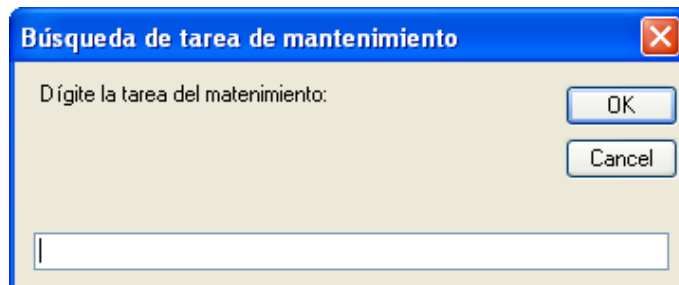 Búsqueda de tarea de mantenimiento
Dígite la tarea del matenimiento:
OK
Cancel